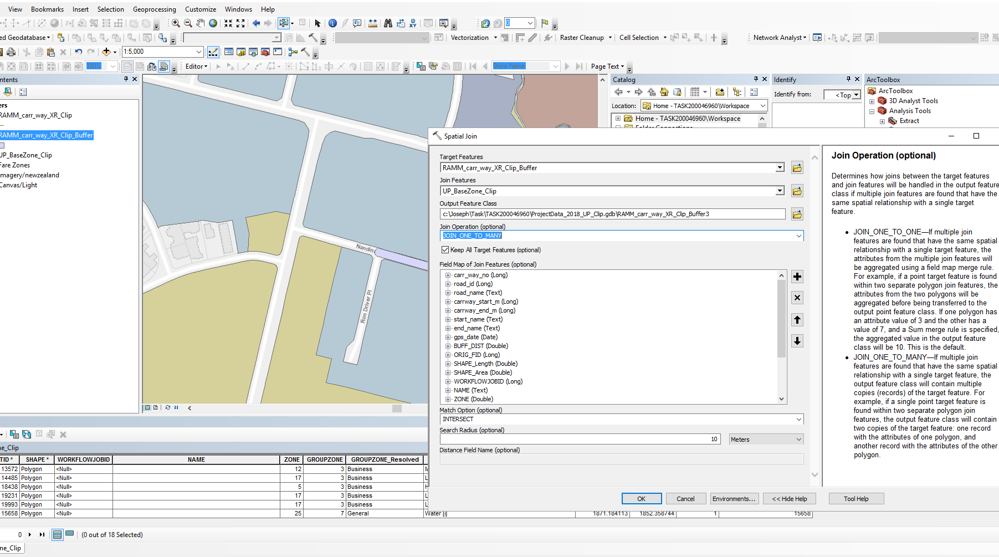 View Bookmarks Insert Selection Geoprocessing Customize Windows Help
0
ed Geodatabase
Vectorization
Raster Cleanup
Cell Selection
Network Analyst
1:5,000
100%
Editor
Show Name
Page Text
ntents
ers
RAMM_carr_way_XR_Clip
RAMM_carr_way_XR_Clip_Buffer
UP_BaseZone_Clip
Fare Zones
magery/newzealand
Canvas/Light
Nandin
Ron Driver Pl
Catalog
Location: Home - TASK200046960\Workspace
Home - TASK200046960\Workspace
Folder Connections
Identify
Identify from: <Top
ArcToolbox
ArcToolbox
3D Analyst Tools
Analysis Tools
Extract
Spatial Join
Target Features
RAMM_carr_way_XR_Clip_Buffer
Join Features
UP_BaseZone_Clip
Output Feature Class
c:\Joseph\Task\TASK200046960\ProjectData_2018_UP_Clip.gdb\RAMM_carr_way_XR_Clip_Buffer3
Join Operation (optional)
JOIN_ONE_TO_MANY
Keep All Target Features (optional)
Field Map of Join Features (optional)
carr_way_no (Long)
road_id (Long)
road_name (Text)
carrway_start_m (Long)
carrway_end_m (Long)
start_name (Text)
end_name (Text)
gps_date (Date)
BUFF_DIST (Double)
ORIG_FID (Long)
SHAPE_Length (Double)
SHAPE_Area (Double)
WORKFLOWJOBID (Long)
NAME (Text)
ZONE (Double)
Match Option (optional)
INTERSECT
Search Radius (optional)
10 Meters
Distance Field Name (optional)
OK Cancel Environments... << Hide Help Tool Help
Join Operation (optional)
Determines how joins between the target features
and join features will be handled in the output feature
class if multiple join features are found that have the
same spatial relationship with a single target
feature.
• JOIN_ONE_TO_ONE—If multiple join
features are found that have the same spatial
relationship with a single target feature, the
attributes from the multiple join features will
be aggregated using a field map merge rule.
For example, if a point target feature is found
within two separate polygon join features, the
attributes from the two polygons will be
aggregated before being transferred to the
output point feature class. If one polygon has
an attribute value of 3 and the other has a
value of 7, and a Sum merge rule is specified,
the aggregated value in the output feature
class will be 10. This is the default.
• JOIN_ONE_TO_MANY—If multiple join
features are found that have the same spatial
relationship with a single target feature, the
output feature class will contain multiple
copies (records) of the target feature. For
example, if a single point target feature is
found within two separate polygon join
features, the output feature class will contain
two copies of the target feature: one record
with the attributes of one polygon, and
another record with the attributes of the other
polygon.
ne_Clip
TID * SHAPE * WORKFLOWJOBID NAME ZONE GROUPZONE GROUPZONE_Resolved
13572 Polygon <Null> 12 3 Business
14485 Polygon <Null> 17 3 Business L
18438 Polygon <Null> 5 3 Business
19231 Polygon <Null> 17 3 Business L
19993 Polygon <Null> 17 3 Business L
15658 Polygon <Null> 25 7 General Water [i] 1871.184113 1852.358744 1 15658
0 (0 out of 18 Selected)
ne_Clip